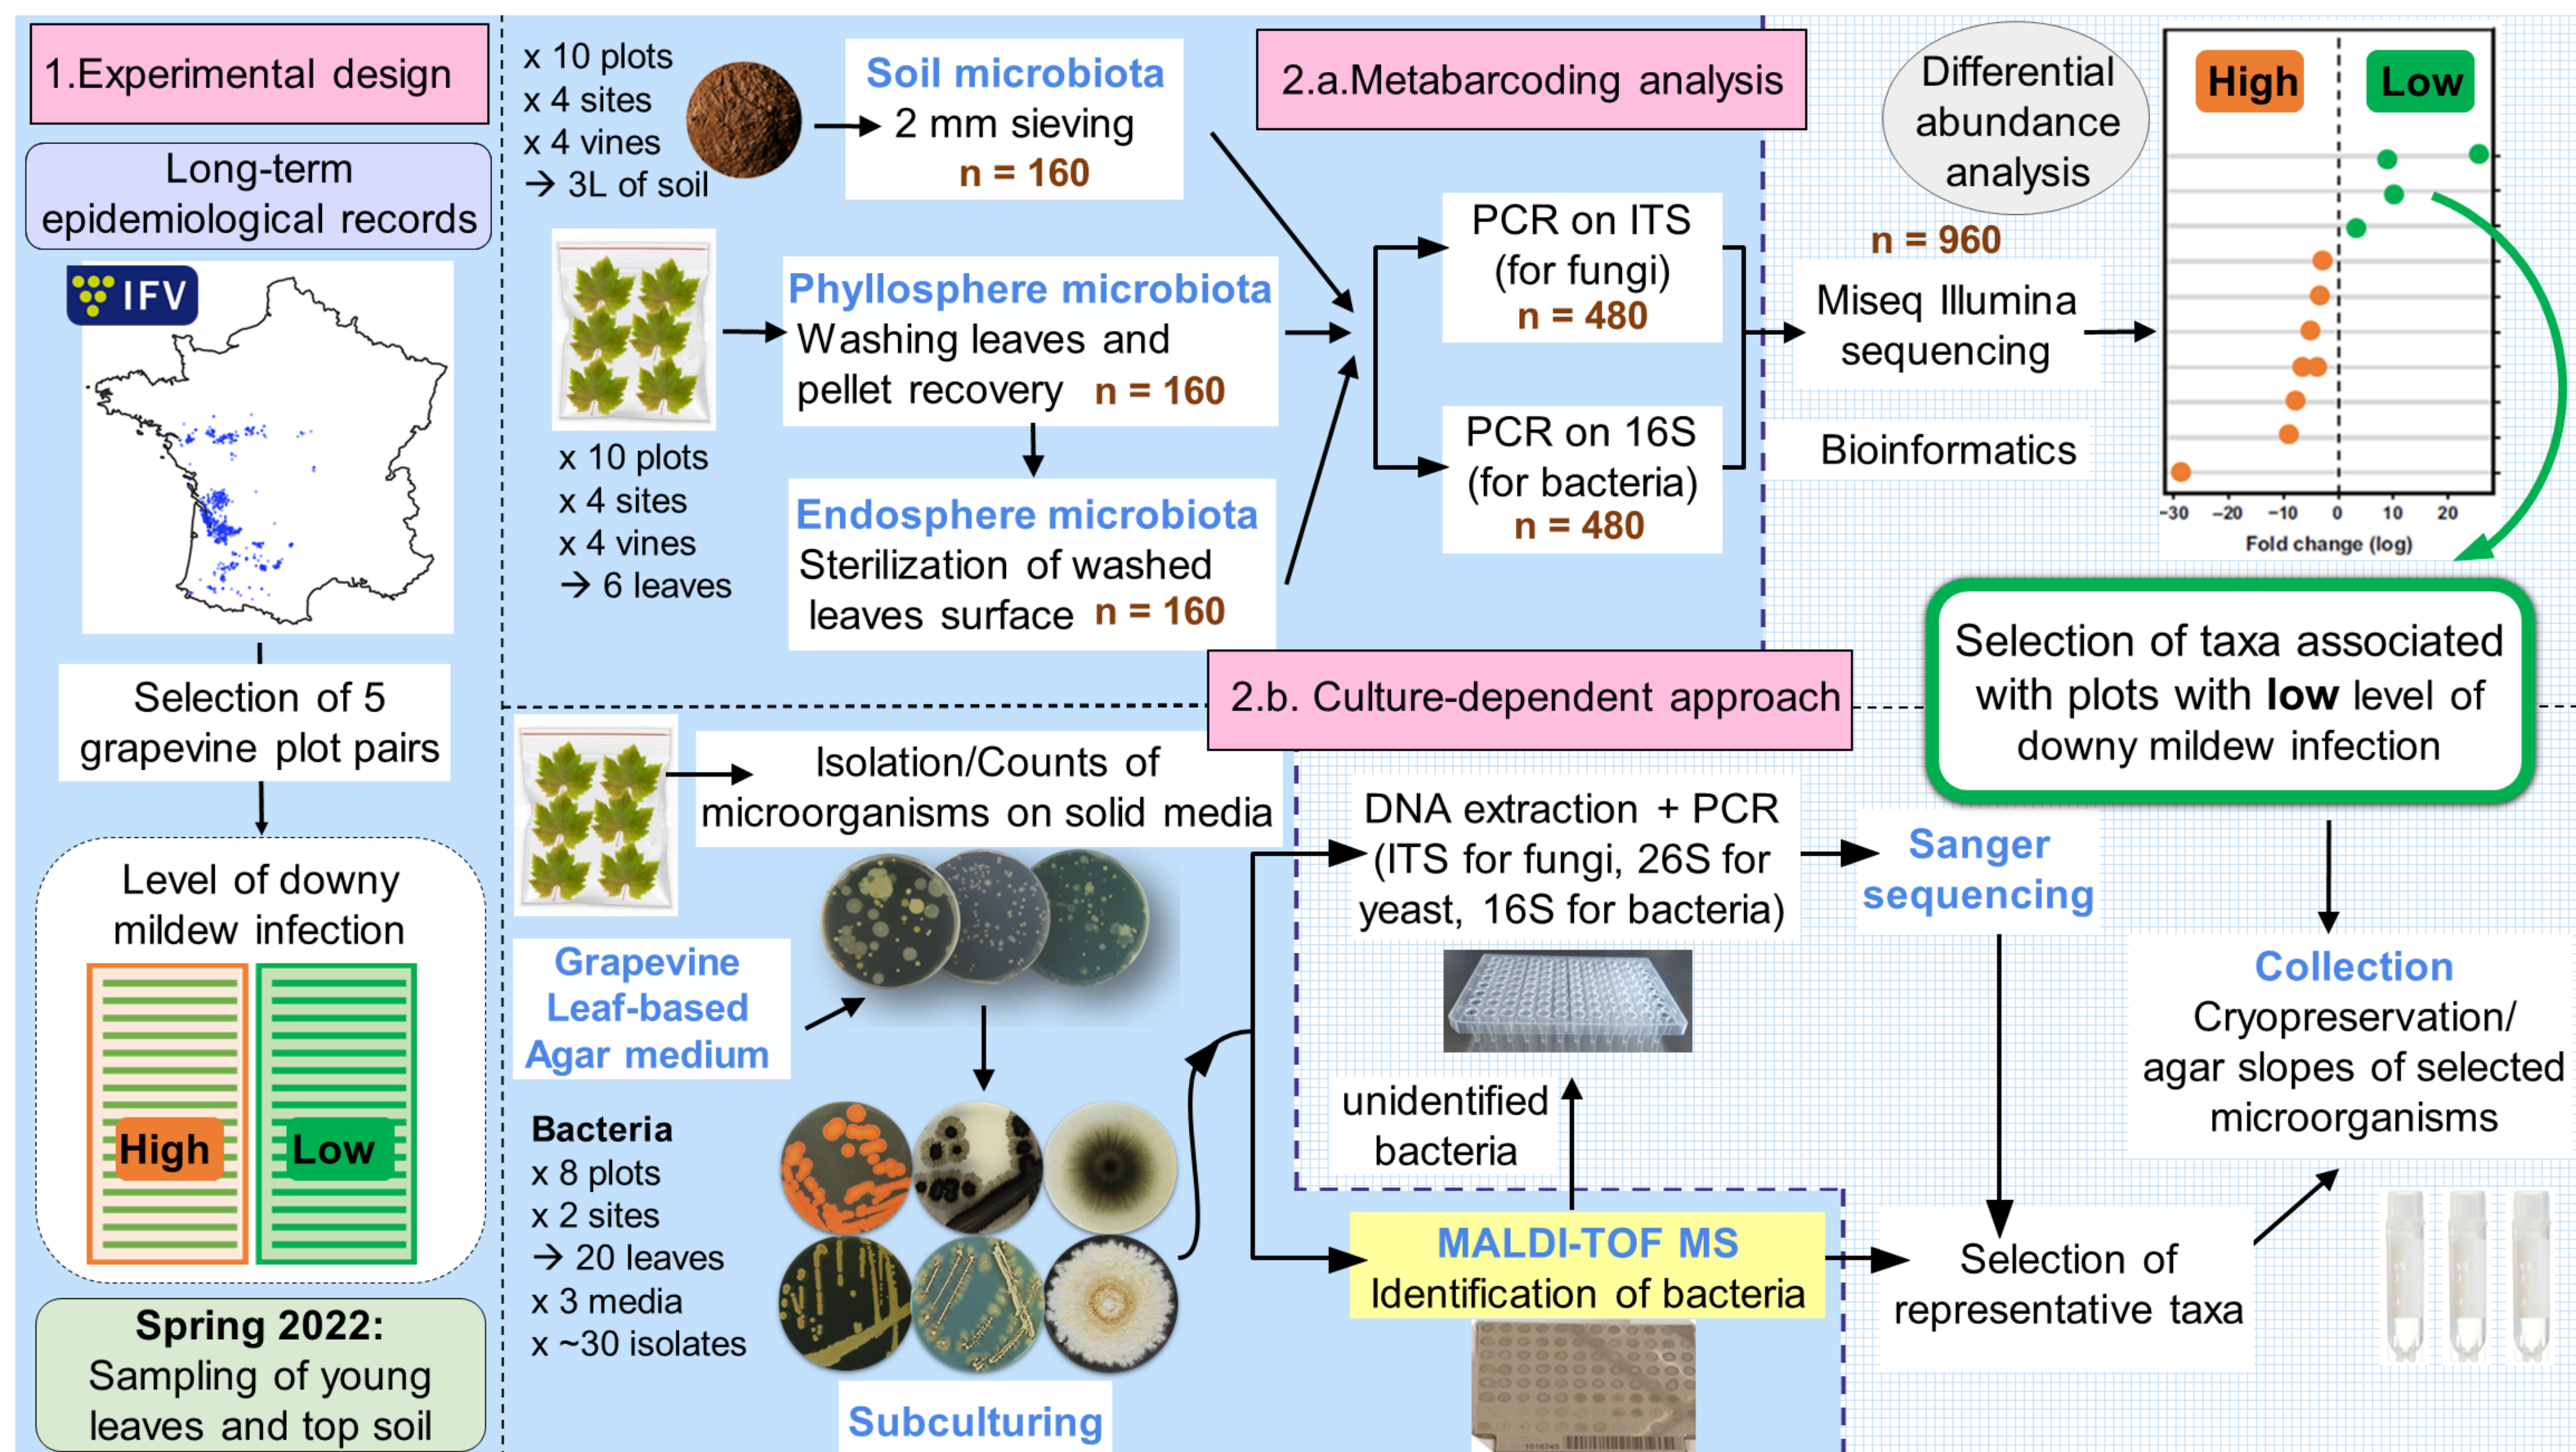 1.Experimental design
Long-term
epidemiological records
IFV
Selection of 5
grapevine plot pairs
Level of downy
mildew infection
High
Low
Spring 2022:
Sampling of young
leaves and top soil
x 10 plots
x 4 sites
x 4 vines
→ 3L of soil
Soil microbiota
2 mm sieving
n = 160
Phyllosphere microbiota
Washing leaves and
pellet recovery n = 160
x 10 plots
x 4 sites
x 4 vines
→ 6 leaves
Endosphere microbiota
Sterilization of washed
leaves surface n = 160
2.a.Metabarcoding analysis
PCR on ITS
(for fungi)
n = 480
PCR on 16S
(for bacteria)
n = 480
Differential
abundance
analysis
n = 960
Miseq Illumina
sequencing
Bioinformatics
High
Low
−30 −20 −10 0 10 20
Fold change (log)
Selection of taxa associated
with plots with low level of
downy mildew infection
2.b. Culture-dependent approach
Isolation/Counts of
microorganisms on solid media
Grapevine
Leaf-based
Agar medium
Bacteria
x 8 plots
x 2 sites
→ 20 leaves
x 3 media
x ~30 isolates
Subculturing
DNA extraction + PCR
(ITS for fungi, 26S for
yeast, 16S for bacteria)
unidentified
bacteria
MALDI-TOF MS
Identification of bacteria
Sanger
sequencing
Selection of
representative taxa
Collection
Cryopreservation/
agar slopes of selected
microorganisms